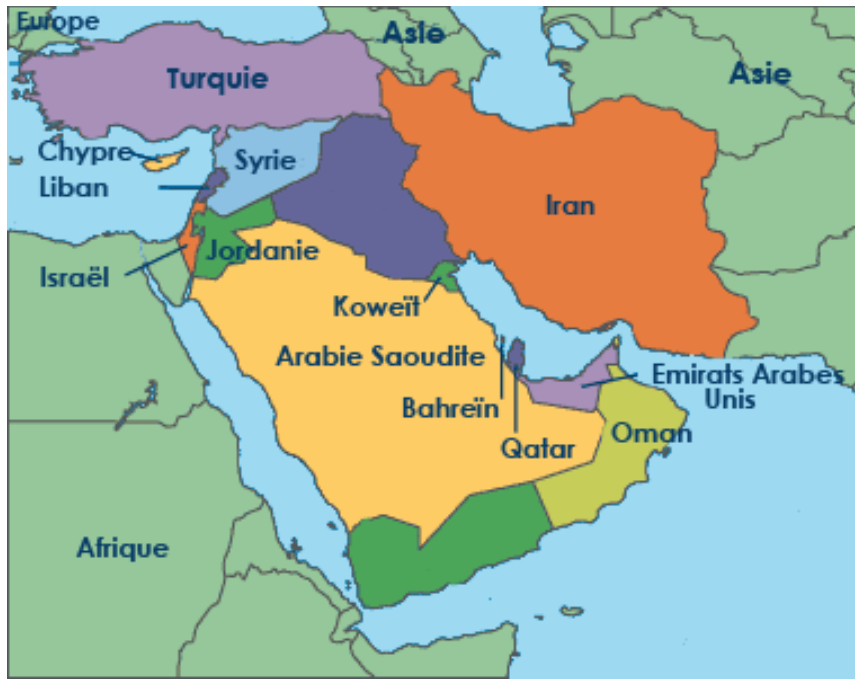 Europe
Asie
Turquie
Asie
Chypre
Syrie
Liban
Iran
Jordanie
Israël
Koweït
Arabie Saoudite
Emirats Arabes
Unis
Bahreïn
Qatar
Oman
Afrique